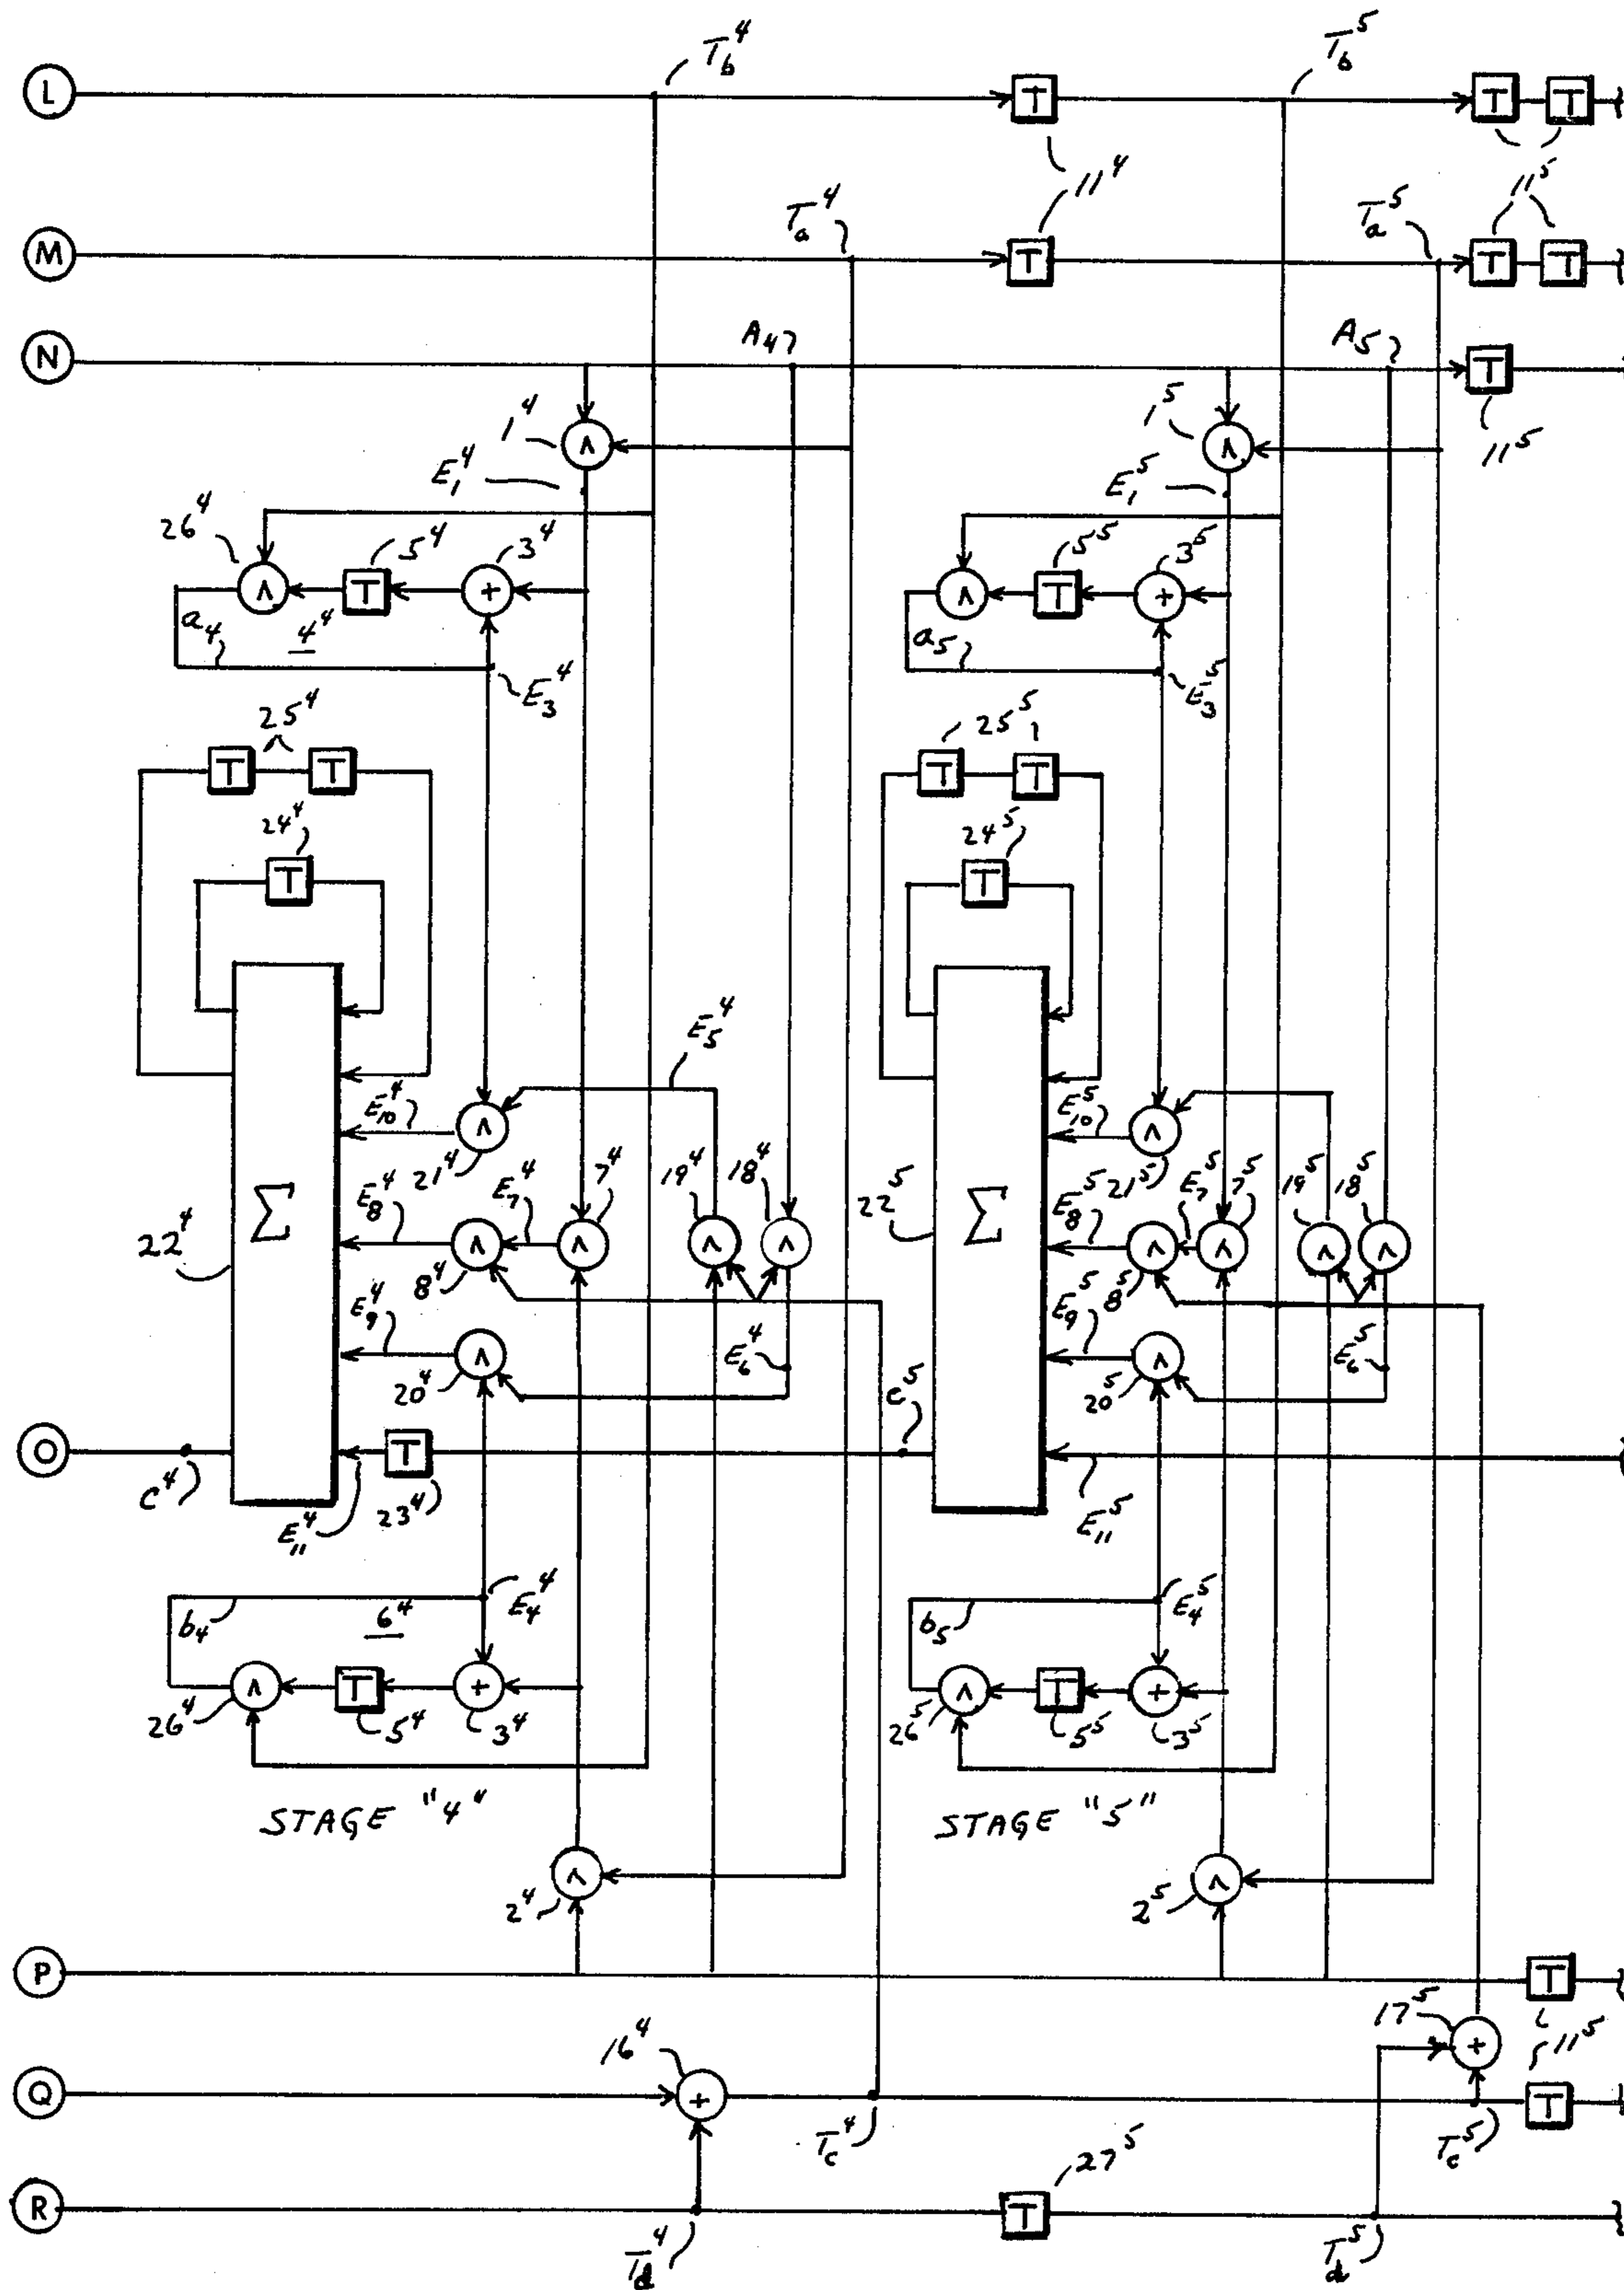 T_b^4
T_b^5
L
T
T
T
11^4
11^5
T_a^4
T_a^5
M
T
T
T
A_4
A_5
N
T
1^4
1^5
11^5
∧
∧
E_1^4
E_1^5
26^4
5^4
3^4
5^5
3^5
∧
T
+
∧
T
+
a_4
4^4
a_5
E_3^4
E_3^5
25^4
25^5
T
T
T
T
24^4
24^5
T
T
E_5^4
E_10^4
∧
E_10^5
∧
21^4
E_7^4
7^4
19^4
18^4
21^5
E_7^5
7^5
19^5
18^5
Σ
E_8^4
22^5
Σ
E_8^5
22^4
∧
∧
∧
∧
∧
∧
∧
∧
8^4
8^5
E_9^4
E_9^5
∧
E_6^4
∧
E_6^5
20^4
c^5
20^5
O
T
c^4
E_11^4
23^4
E_11^5
b_4
6^4
E_4^4
b_5
E_4^5
∧
T
+
∧
T
+
26^4
5^4
3^4
26^5
5^5
3^5
STAGE "4"
STAGE "5"
∧
∧
2^4
2^5
P
T
16^4
17^5
11^5
+
Q
+
T
T_c^4
T_c^5
27^5
R
T
T_d^4
T_d^5